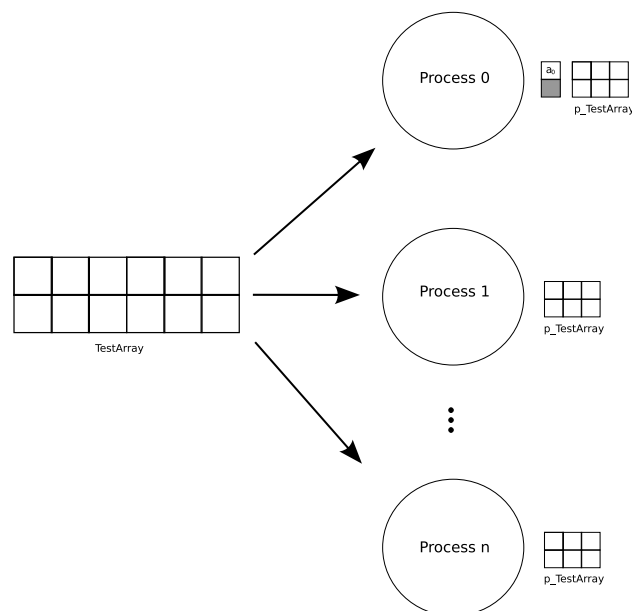 Process 0
a₀
p_TestArray
Process 1
p_TestArray
TestArray
Process n
p_TestArray